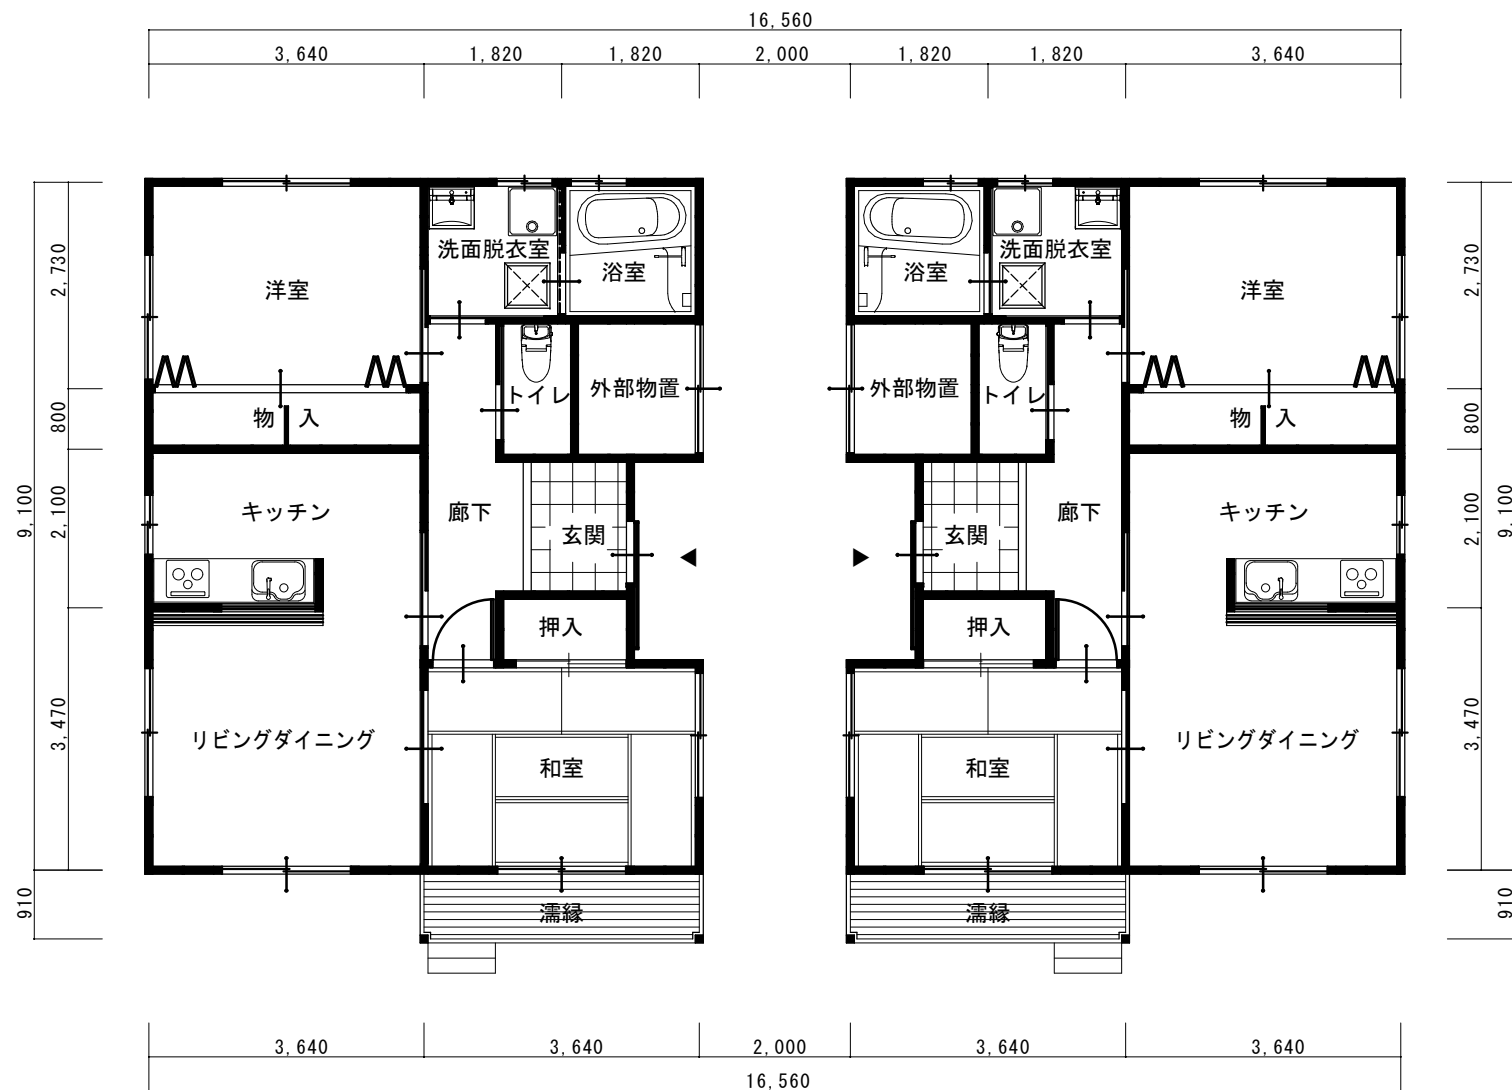 16,560
3,640 1,820 1,820 2,000 1,820 1,820 3,640
洗面脱衣室 浴室 浴室 洗面脱衣室
洋室 洋室
2,730 2,730
トイレ 外部物置 外部物置 トイレ
物 入 物 入
800 800
キッチン 廊下 玄関 玄関 廊下 キッチン
9,100 2,100 2,100 9,100
押入 押入
リビングダイニング 和室 和室 リビングダイニング
3,470 3,470
濡縁 濡縁
910 910
3,640 3,640 2,000 3,640 3,640
16,560